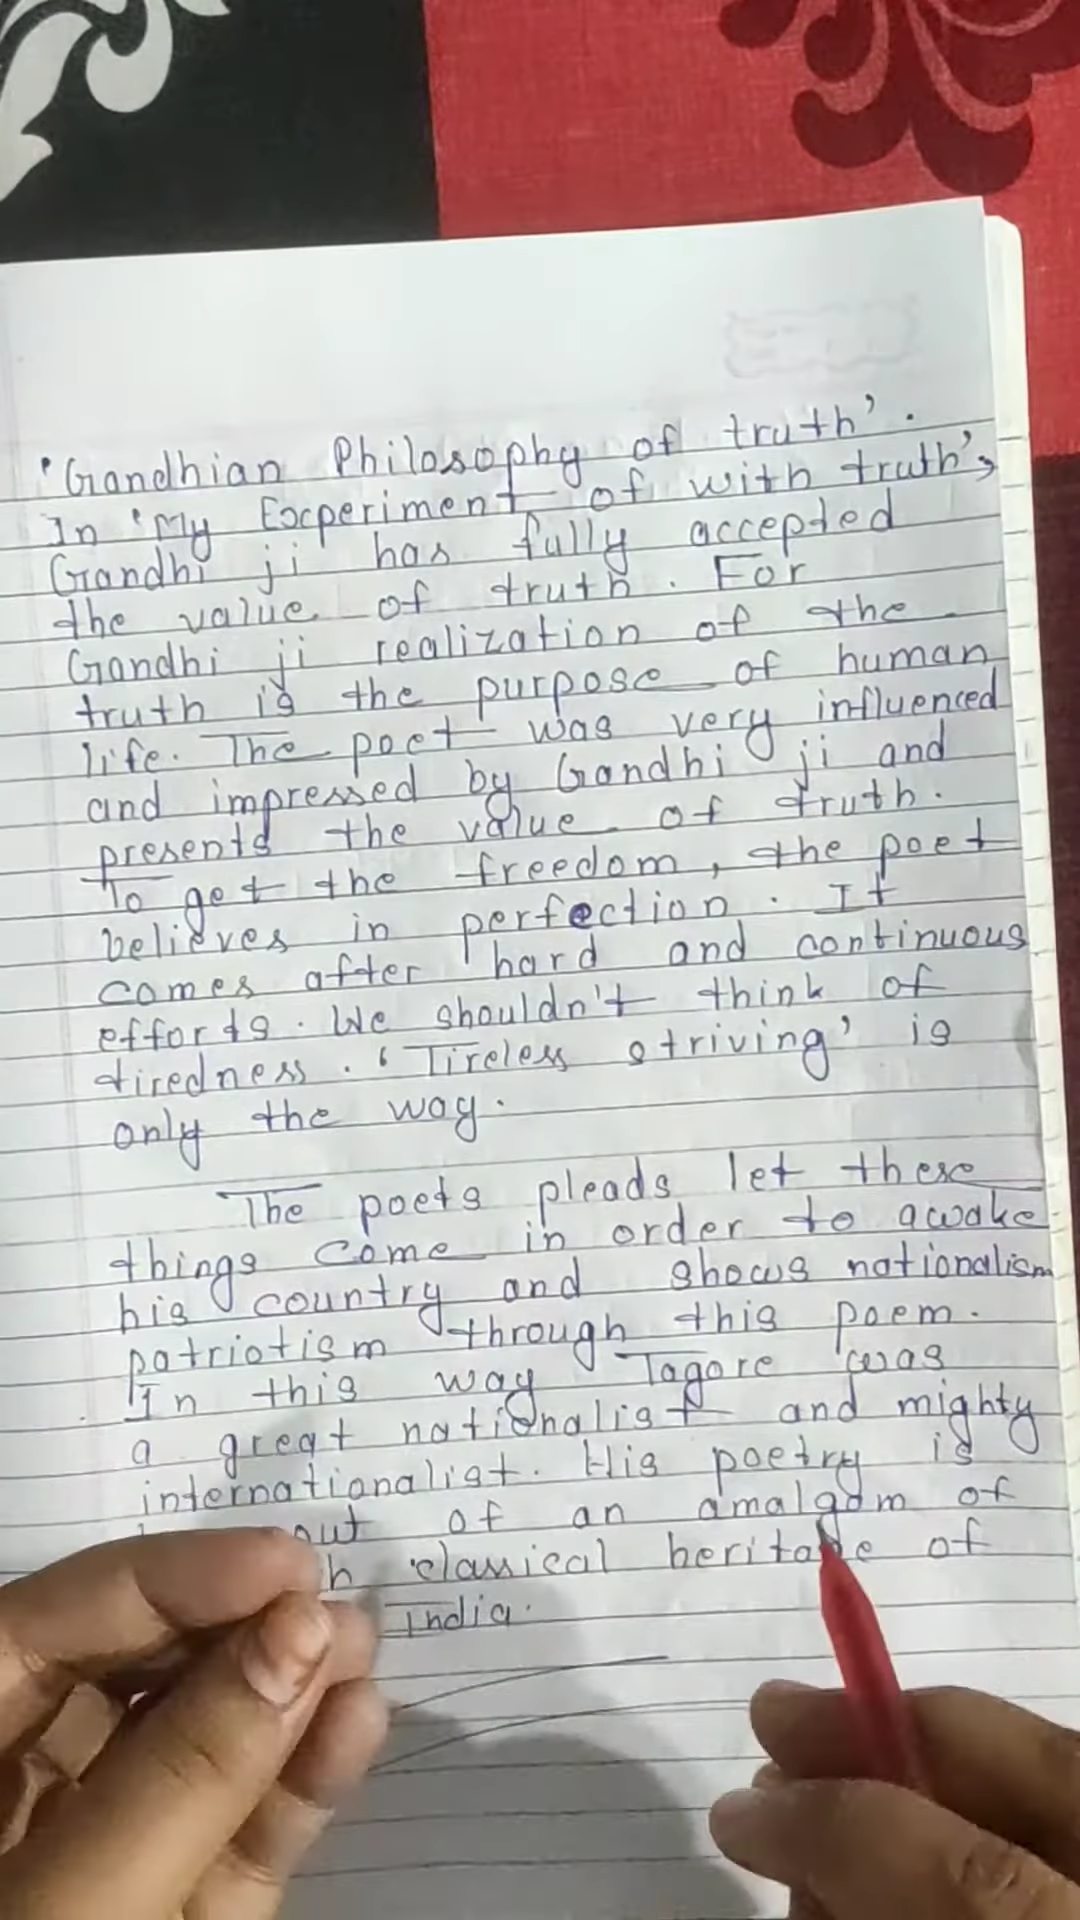 'Gandhian Philosophy of truth'.
In 'My Experiment of with truth',
Gandhi ji has fully accepted
the value of truth. For
Gandhi ji realization of the
truth is the purpose of human
life. The poet was very influenced
and impressed by Gandhi ji and
presents the value of truth.
To get the freedom, the poet
believes in perfection. It
comes after hard and continuous
efforts. We shouldn't think of
tiredness. 'Tireless striving' is
only the way.
The poets pleads let these
things come in order to awake
his country and shows nationalism
patriotism through this poem.
In this way Tagore was
a great nationalist and mighty
internationalist. His poetry is
out of an amalgam of
classical heritage of
India.